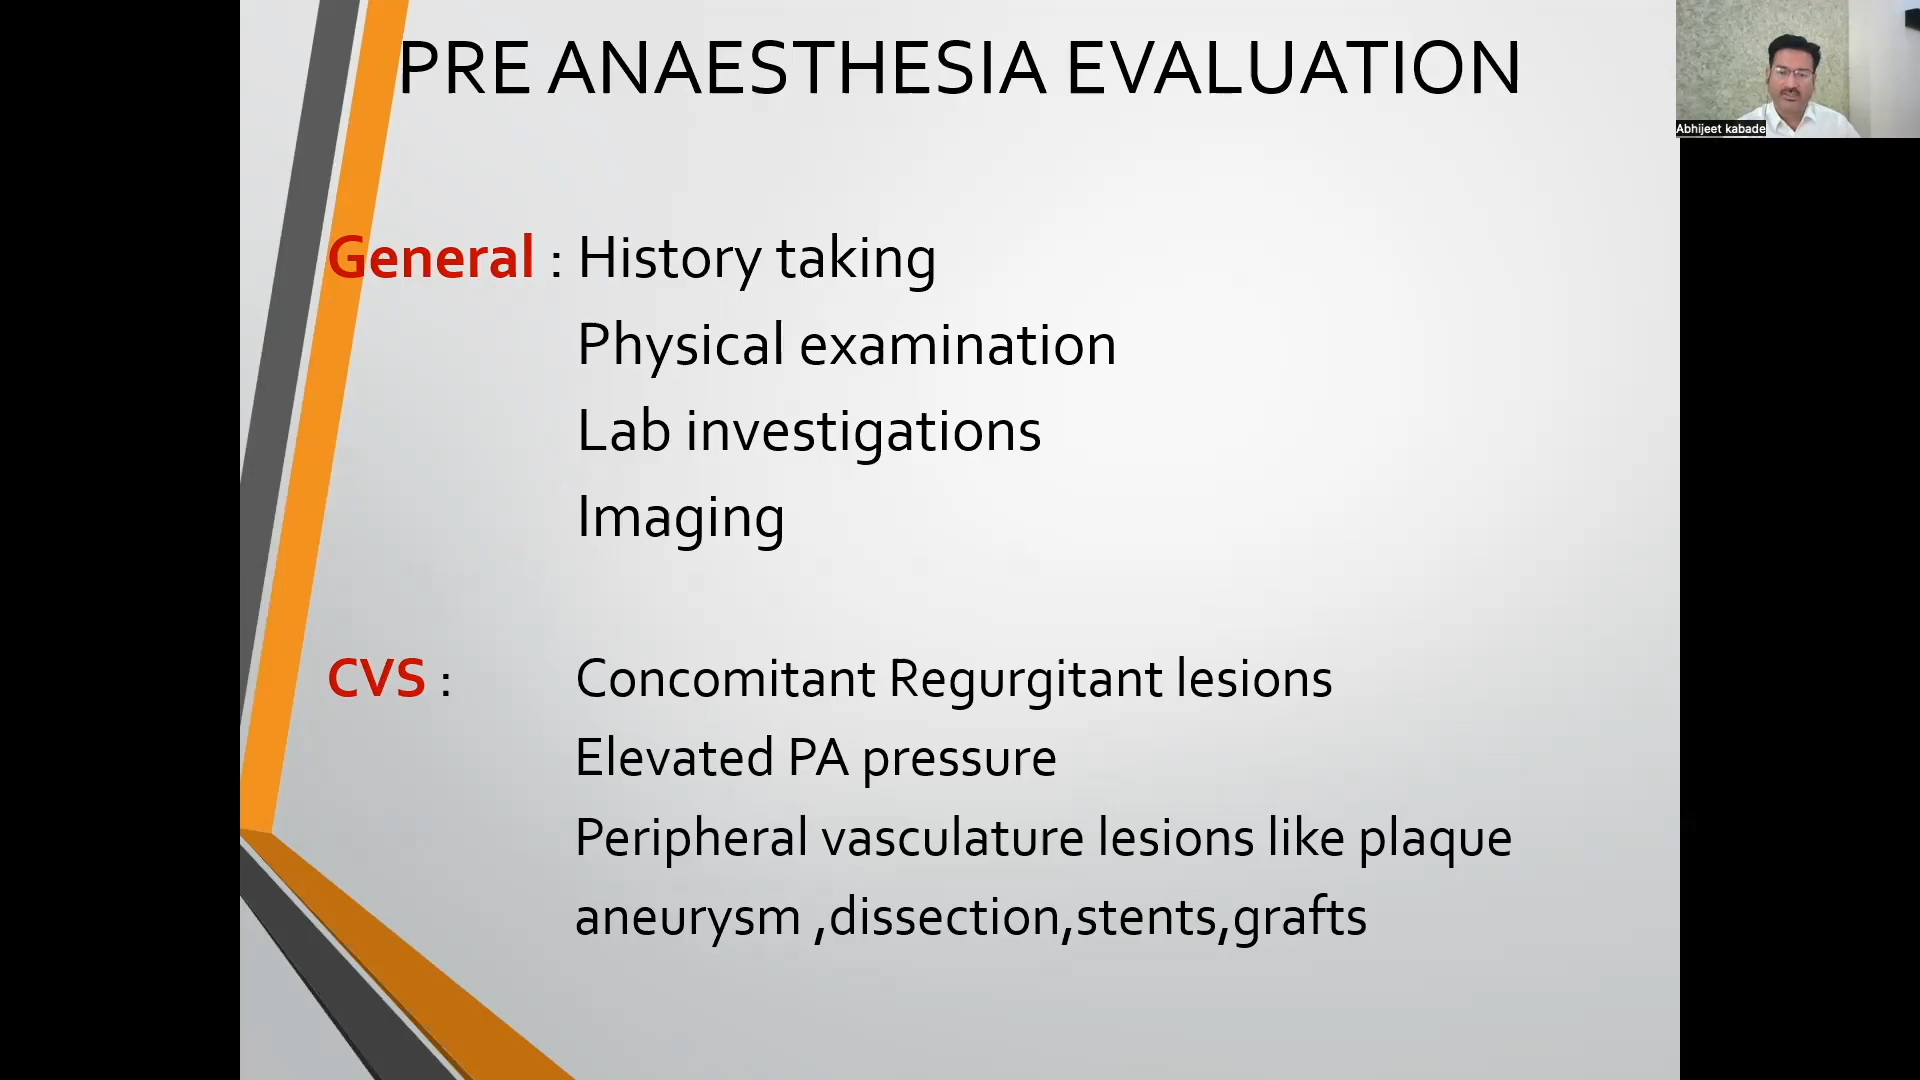 PRE ANAESTHESIA EVALUATION
Abhijeet kabade
General : History taking
Physical examination
Lab investigations
Imaging
CVS : Concomitant Regurgitant lesions
Elevated PA pressure
Peripheral vasculature lesions like plaque
aneurysm ,dissection,stents,grafts